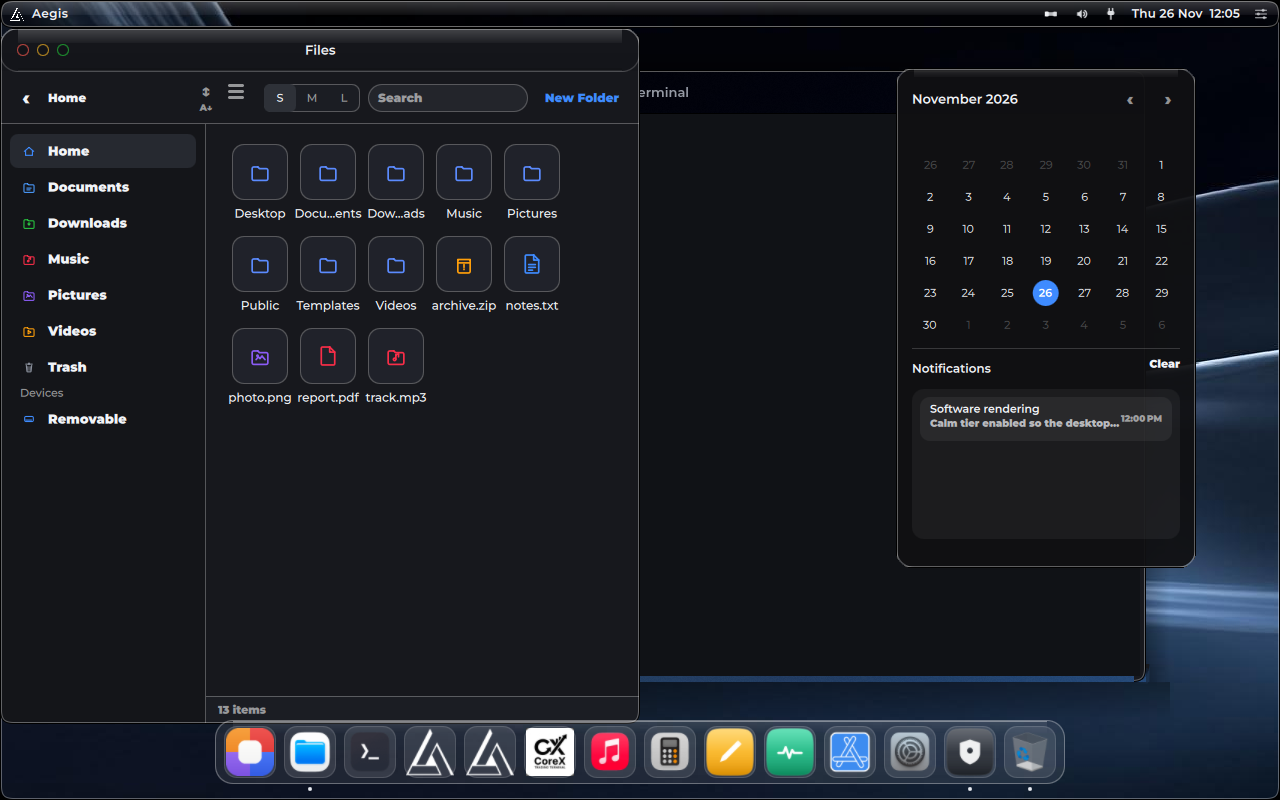 Aegis
Thu 26 Nov 12:05
Files
Home
A+
S M L
Search
New Folder
erminal
Home
Documents
Downloads
Music
Pictures
Videos
Trash
Devices
Removable
Desktop Docu...ents Dow...ads Music Pictures
Public Templates Videos archive.zip notes.txt
photo.png report.pdf track.mp3
13 items
November 2026
26 27 28 29 30 31 1
2 3 4 5 6 7 8
9 10 11 12 13 14 15
16 17 18 19 20 21 22
23 24 25 26 27 28 29
30 1 2 3 4 5 6
Notifications
Clear
Software rendering
Calm tier enabled so the desktop...
12:00 PM
CX
CoreX